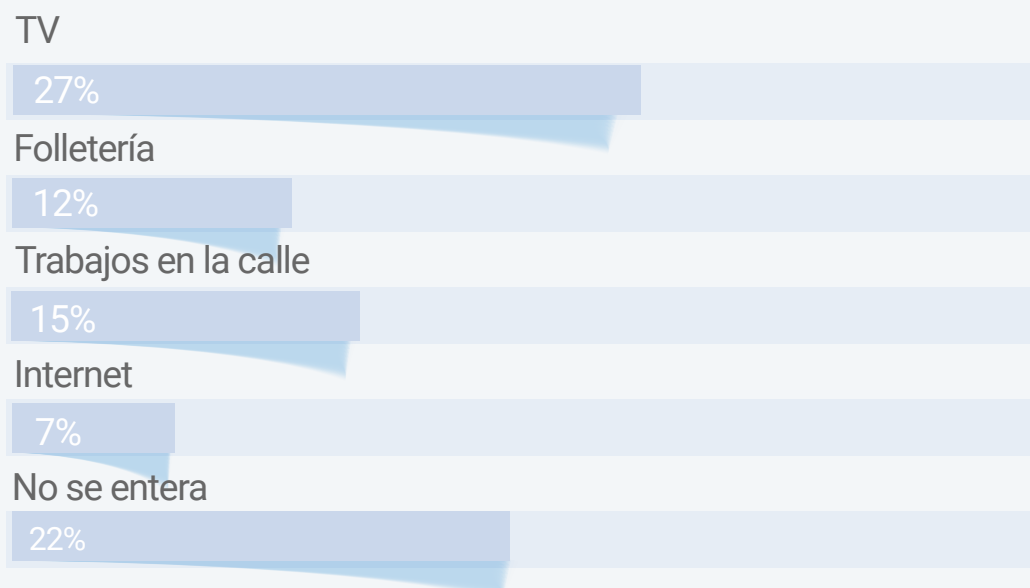 TV
27%
Folletería
12%
Trabajos en la calle
15%
Internet
7%
No se entera
22%